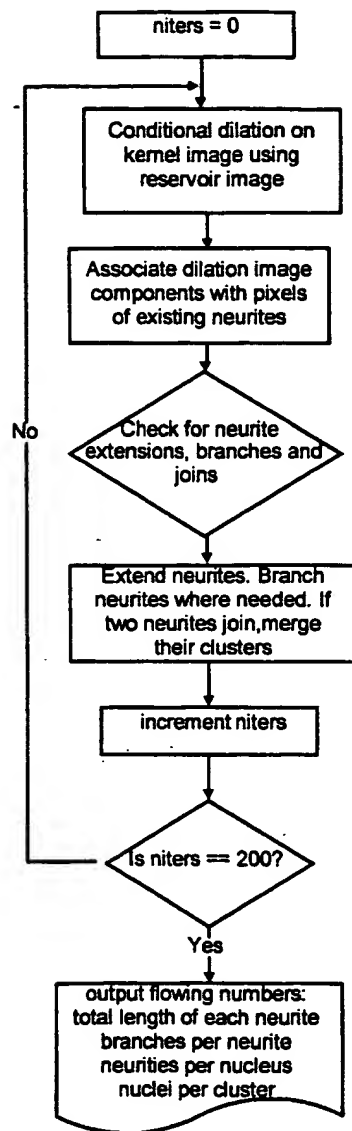 niters = 0
Conditional dilation on
kernel image using
reservoir image
Associate dilation image
components with pixels
of existing neurites
No
Check for neurite
extensions, branches and
joins
Extend neurites. Branch
neurites where needed. If
two neurites join,merge
their clusters
increment niters
Is niters == 200?
Yes
output flowing numbers:
total length of each neurite
branches per neurite
neurities per nucleus
nuclei per cluster